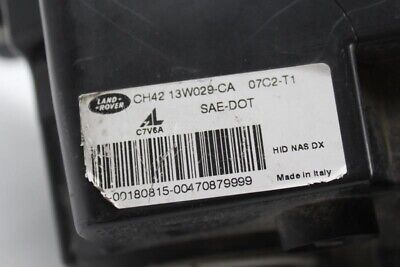 LAND ROVER CH42 13W029-CA 07C2-T1
AL SAE-DOT
C7V6A
HID NAS DX
00180815-00470879999
Made in Italy